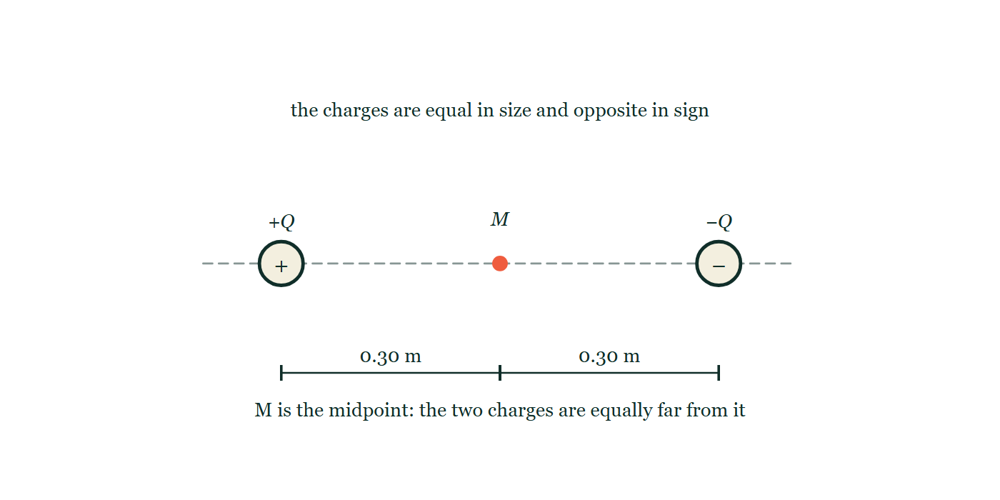 the charges are equal in size and opposite in sign
+Q
M
−Q
+
−
0.30 m
0.30 m
M is the midpoint: the two charges are equally far from it